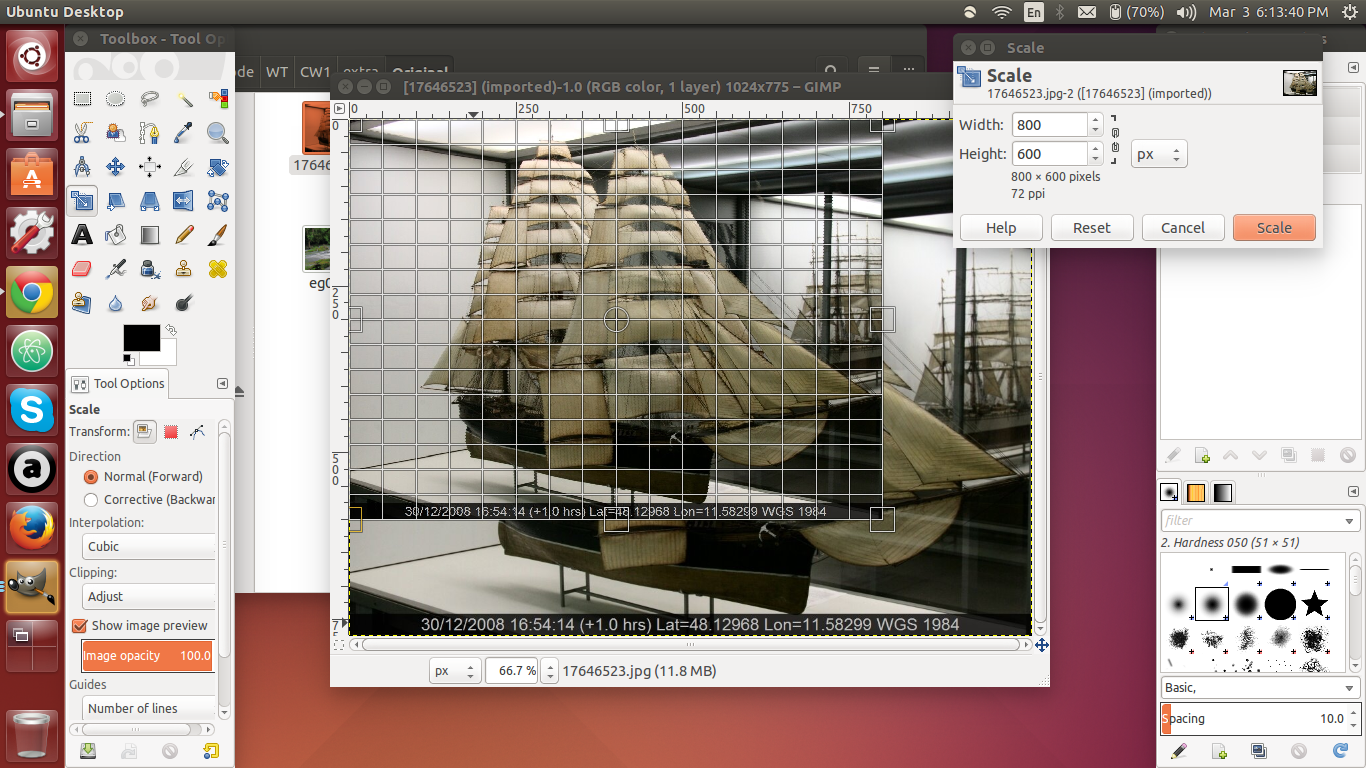 Ubuntu Desktop
En
(70%)
Mar 3 6:13:40 PM
Toolbox - Tool Op
de WT CW1 extra Original
[17646523] (imported)-1.0 (RGB color, 1 layer) 1024x775 – GIMP
0 250 500 750
0
250
500
75
1764
eg0
30/12/2008 16:54:14 (+1.0 hrs) Lat=48.12968 Lon=11.58299 WGS 1984
30/12/2008 16:54:14 (+1.0 hrs) Lat=48.12968 Lon=11.58299 WGS 1984
px
66.7 %
17646523.jpg (11.8 MB)
Scale
Scale
17646523.jpg-2 ([17646523] (imported))
Width: 800
Height: 600
px
800 × 600 pixels
72 ppi
Help Reset Cancel Scale
A
Tool Options
Scale
Transform:
Direction
Normal (Forward)
Corrective (Backwar
Interpolation:
Cubic
Clipping:
Adjust
Show image preview
Image opacity 100.0
Guides
Number of lines
S
a
filter
2. Hardness 050 (51 × 51)
Basic,
Spacing 10.0